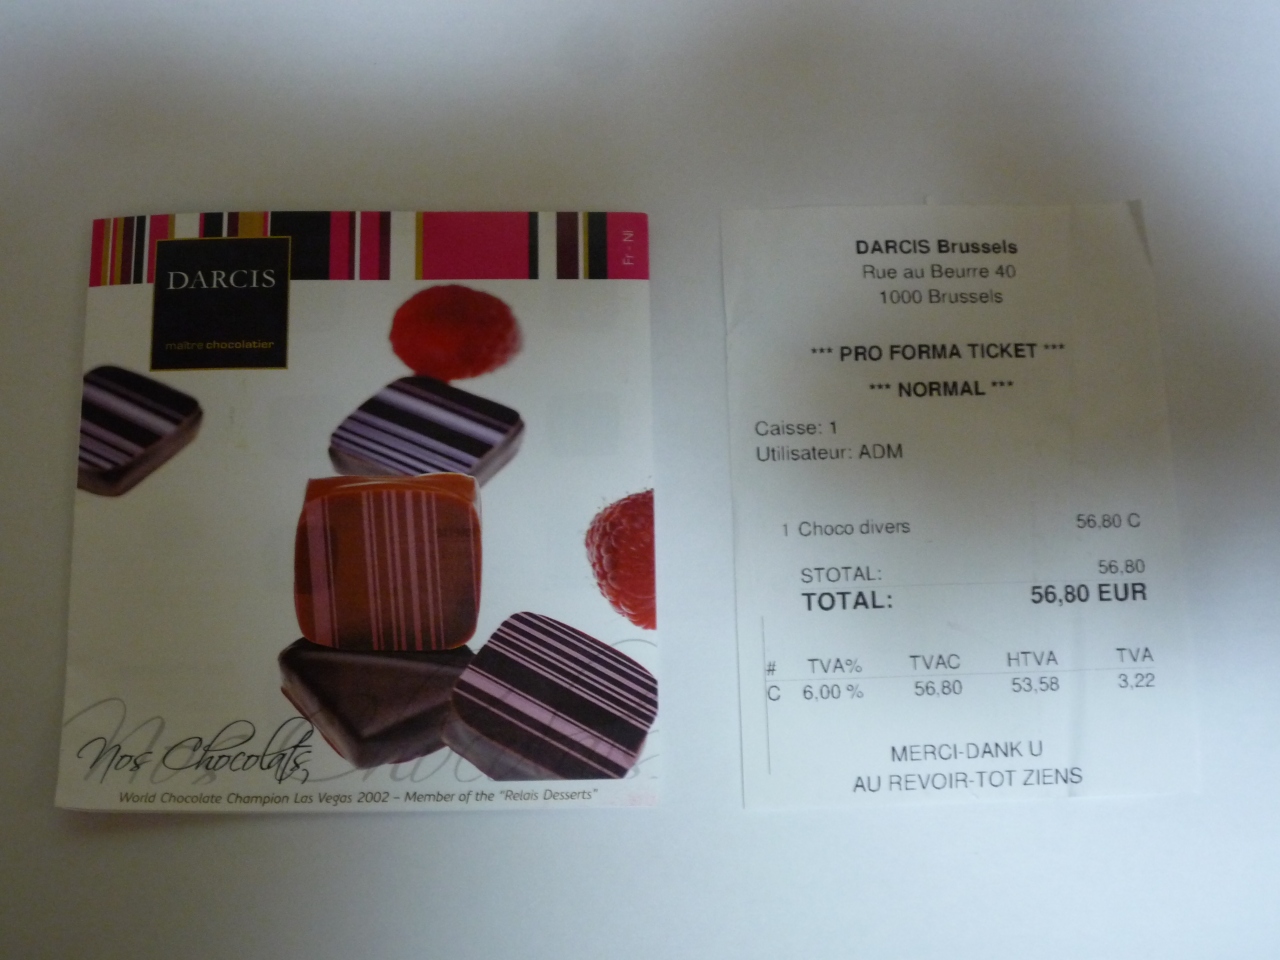 DARCIS
maître chocolatier
Fr - Nl
Nos Chocolats,
World Chocolate Champion Las Vegas 2002 – Member of the "Relais Desserts"
DARCIS Brussels
Rue au Beurre 40
1000 Brussels
*** PRO FORMA TICKET ***
*** NORMAL ***
Caisse: 1
Utilisateur: ADM
1 Choco divers 56,80 C
STOTAL: 56,80
TOTAL: 56,80 EUR
# TVA% TVAC HTVA TVA
C 6,00 % 56,80 53,58 3,22
MERCI-DANK U
AU REVOIR-TOT ZIENS